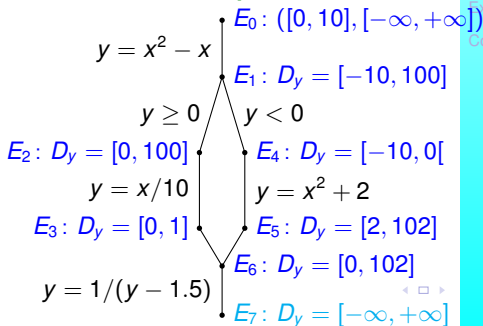 E₀: ([0, 10], [−∞, +∞])
y = x² − x
E₁: D_y = [−10, 100]
y ≥ 0 y < 0
E₂: D_y = [0, 100] E₄: D_y = [−10, 0[
y = x/10 y = x² + 2
E₃: D_y = [0, 1] E₅: D_y = [2, 102]
E₆: D_y = [0, 102]
y = 1/(y − 1.5)
E₇: D_y = [−∞, +∞]